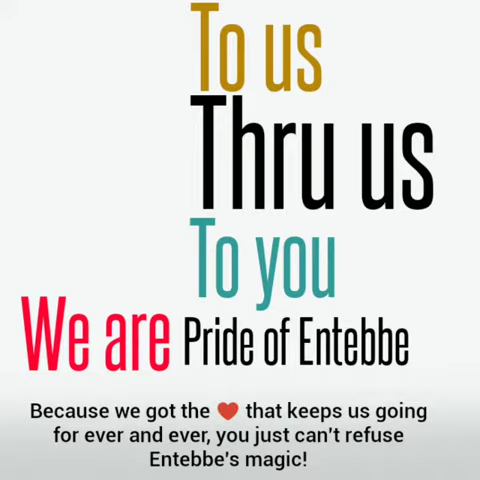 To us
Thru us
To you
We are Pride of Entebbe
Because we got the ❤️ that keeps us going
for ever and ever, you just can't refuse
Entebbe's magic!